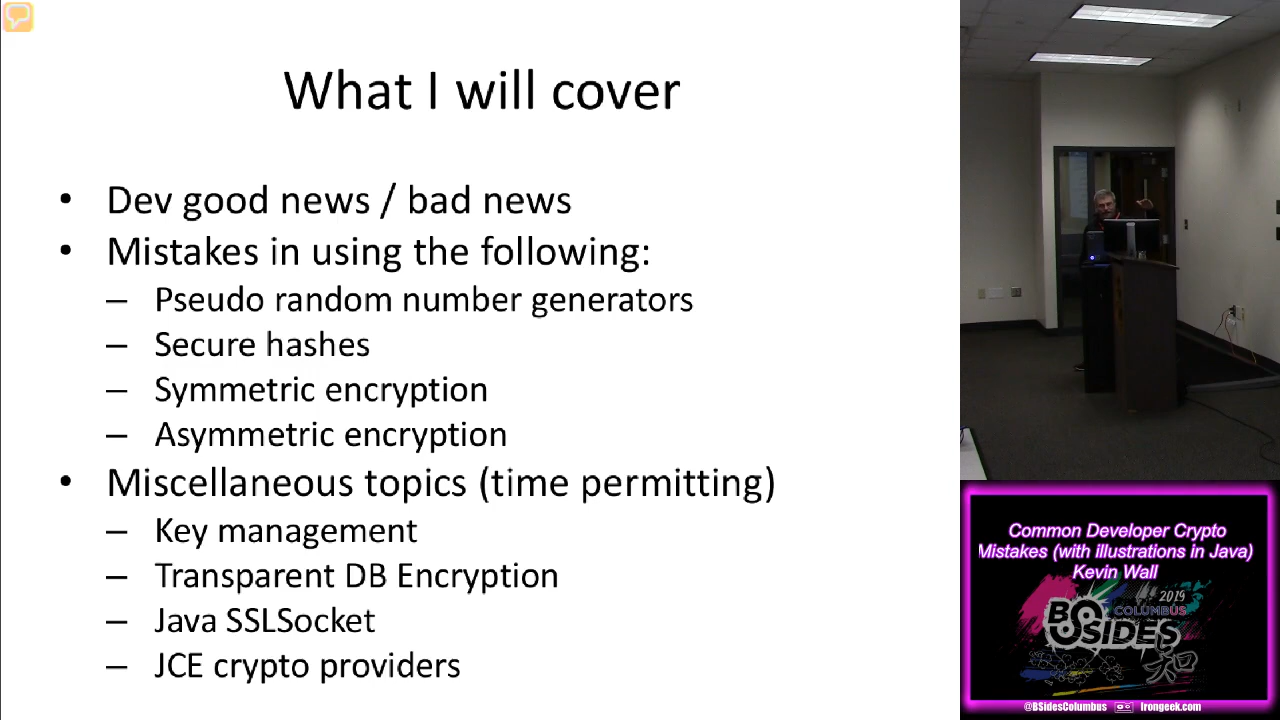 What I will cover
• Dev good news / bad news
• Mistakes in using the following:
– Pseudo random number generators
– Secure hashes
– Symmetric encryption
– Asymmetric encryption
• Miscellaneous topics (time permitting)
– Key management
– Transparent DB Encryption
– Java SSLSocket
– JCE crypto providers
Common Developer Crypto
Mistakes (with illustrations in Java)
Kevin Wall
2019
COLUMBUS
BSIDES
知
@BSidesColumbus Irongeek.com